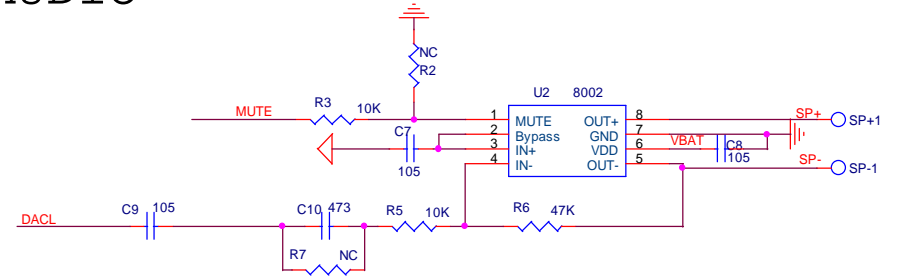 NC
R2
U2 8002
R3 10K
MUTE
1 MUTE OUT+ 8
2 Bypass GND 7
3 IN+ VDD 6
4 IN- OUT- 5
SP+
SP+1
C7
105
VBAT
C8
105
SP-
SP-1
DACL
C9 105
C10 473
R5 10K
R6 47K
R7 NC